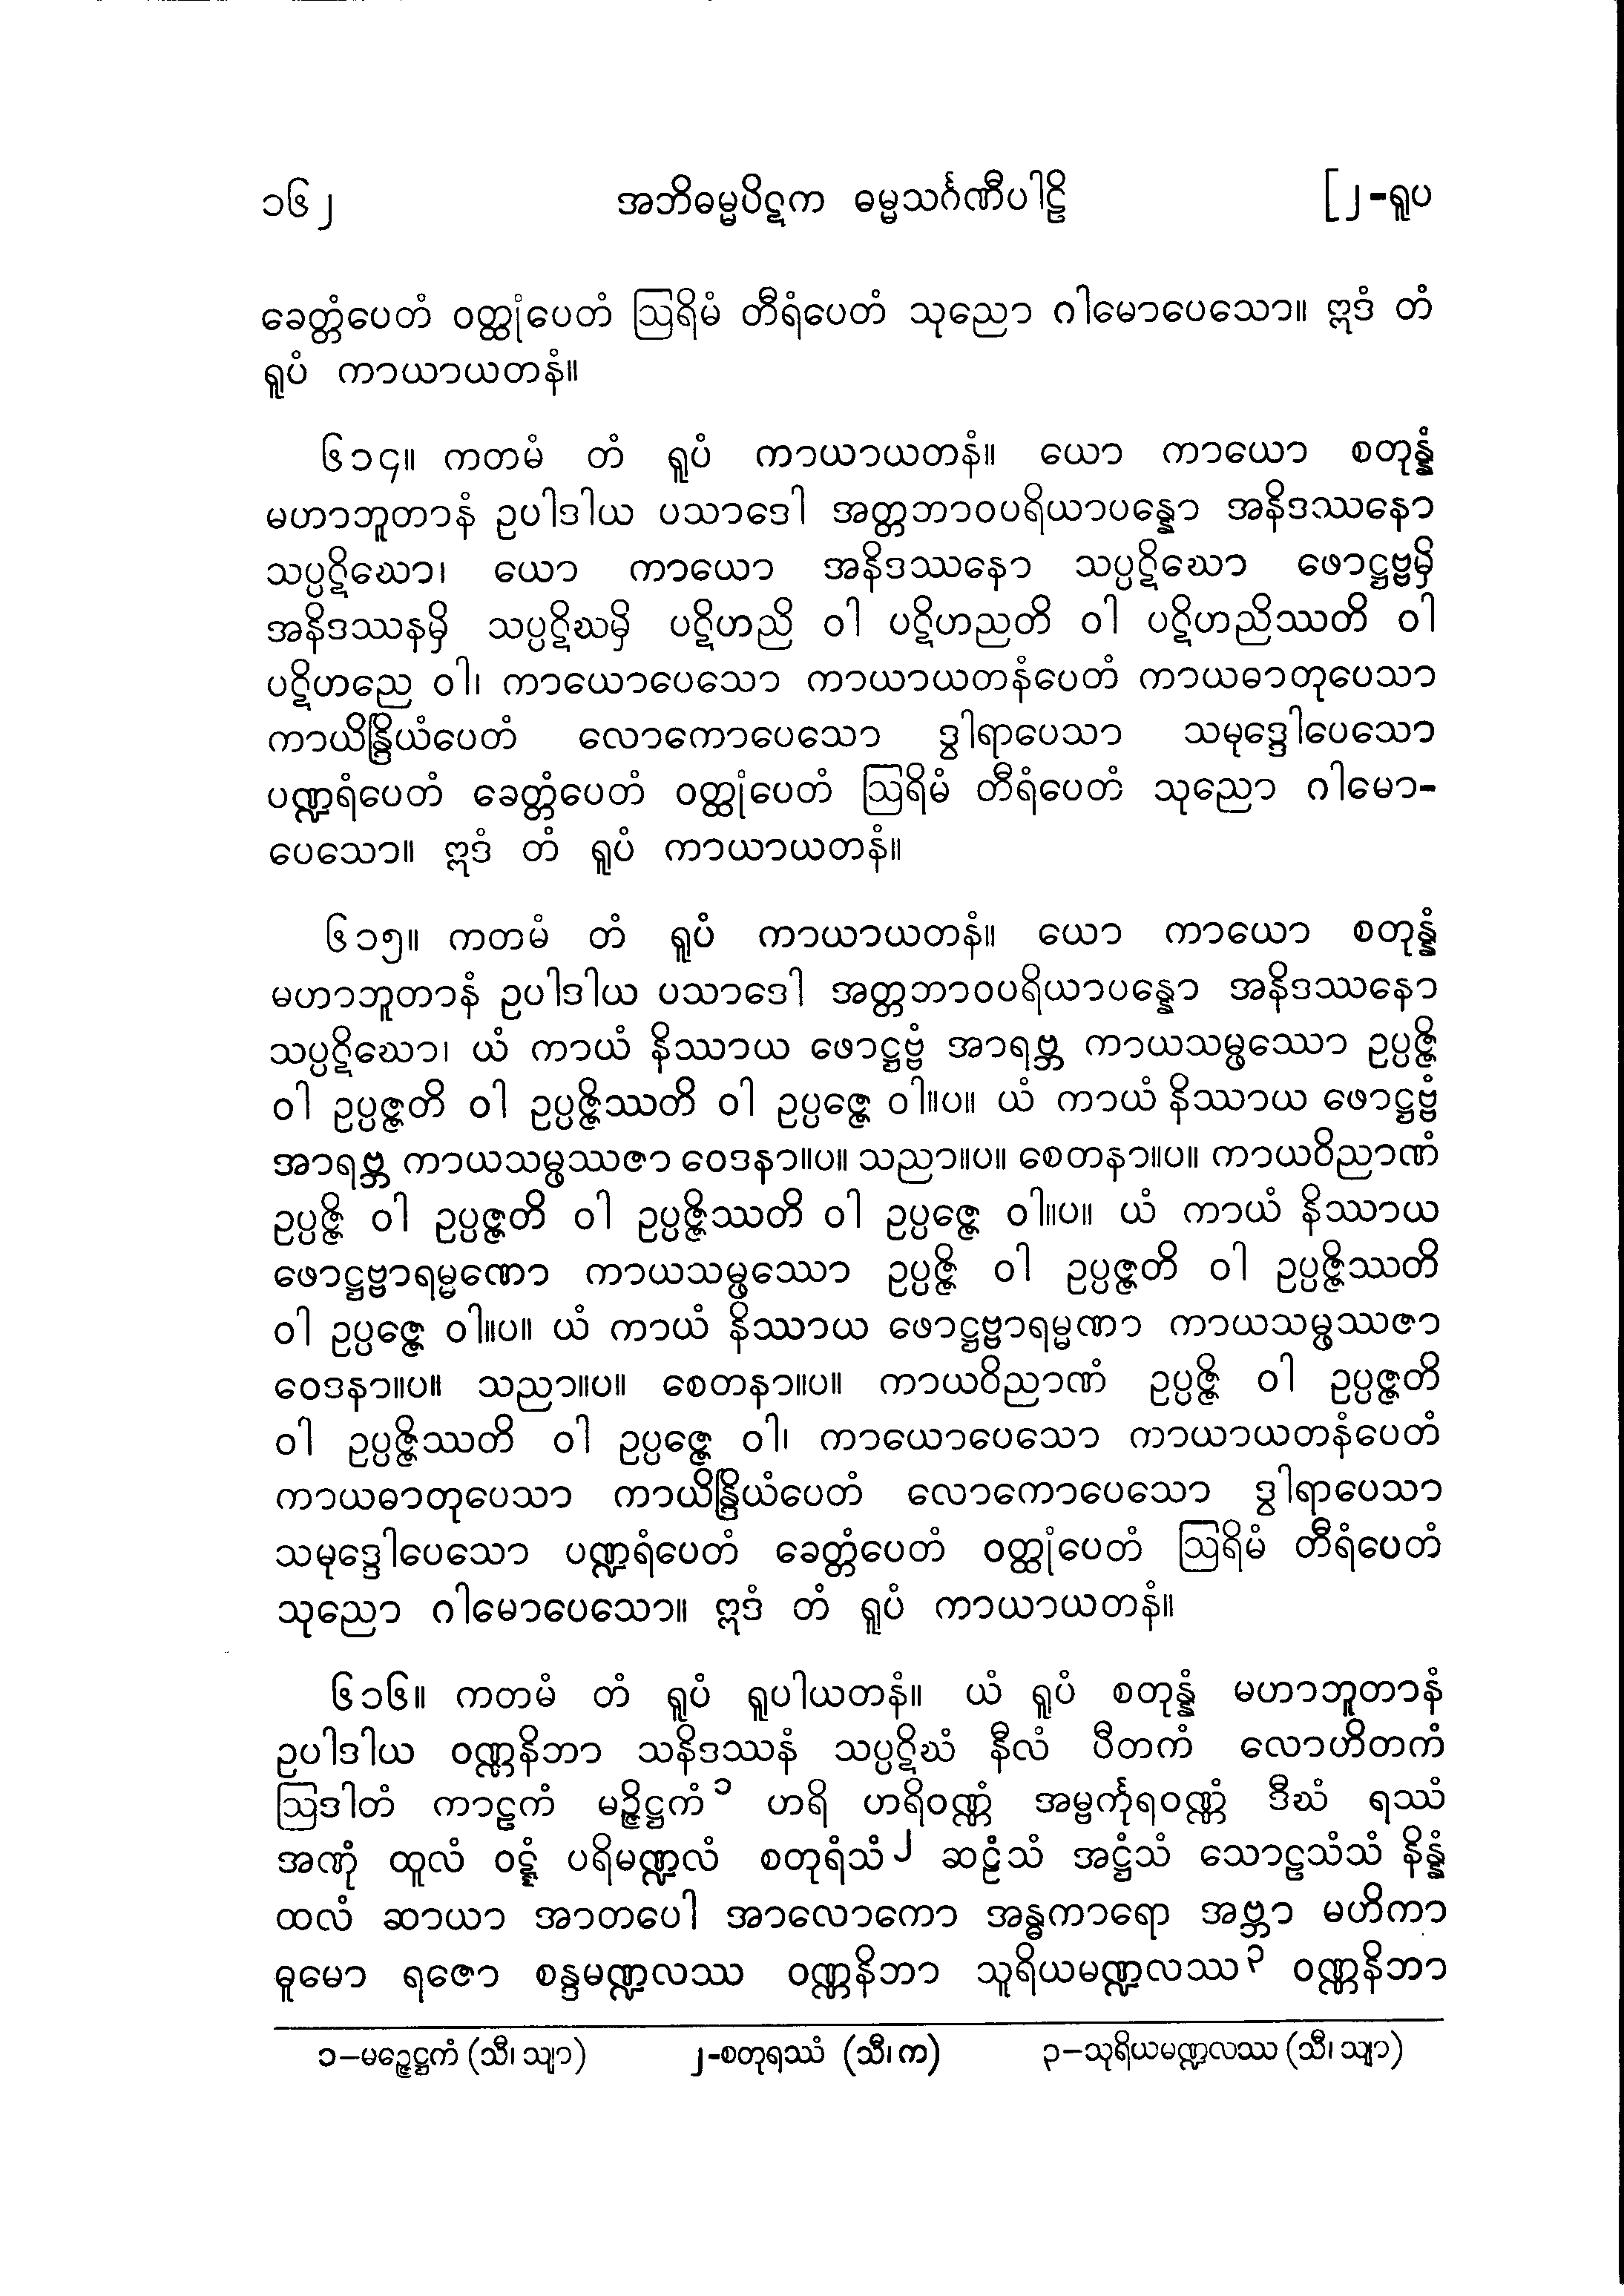 ၁၆၂ အဘိဓမ္မပိဋက ဓမ္မသင်္ဂဏီပါဠိ [၂-ရူပ
ခေတ္တံပေတံ ဝတ္ထုံပေတံ ဩရိမံ တီရံပေတံ သုညော ဂါမောပေသော။ ဣဒံ တံ
ရူပံ ကာယာယတနံ။
၆၁၄။ ကတမံ တံ ရူပံ ကာယာယတနံ။ ယော ကာယော စတုန္နံ
မဟာဘူတာနံ ဥပါဒါယ ပသာဒေါ အတ္တဘာဝပရိယာပန္နော အနိဒဿနော
သပ္ပဋိဃော၊ ယော ကာယော အနိဒဿနော သပ္ပဋိဃော ဖောဋ္ဌဗ္ဗမှိ
အနိဒဿနမှိ သပ္ပဋိဃမှိ ပဋိဟညိ ဝါ ပဋိဟညတိ ဝါ ပဋိဟညိဿတိ ဝါ
ပဋိဟညေ ဝါ၊ ကာယောပေသော ကာယာယတနံပေတံ ကာယဓာတုပေသာ
ကာယိန္ဒြိယံပေတံ လောကောပေသော ဒွါရာပေသာ သမုဒ္ဒေါပေသော
ပဏ္ဍရံပေတံ ခေတ္တံပေတံ ဝတ္ထုံပေတံ ဩရိမံ တီရံပေတံ သုညော ဂါမော-
ပေသော။ ဣဒံ တံ ရူပံ ကာယာယတနံ။
၆၁၅။ ကတမံ တံ ရူပံ ကာယာယတနံ။ ယော ကာယော စတုန္နံ
မဟာဘူတာနံ ဥပါဒါယ ပသာဒေါ အတ္တဘာဝပရိယာပန္နော အနိဒဿနော
သပ္ပဋိဃော၊ ယံ ကာယံ နိဿာယ ဖောဋ္ဌဗ္ဗံ အာရဗ္ဘ ကာယသမ္ဖဿော ဥပ္ပဇ္ဇိ
ဝါ ဥပ္ပဇ္ဇတိ ဝါ ဥပ္ပဇ္ဇိဿတိ ဝါ ဥပ္ပဇ္ဇေ ဝါ။ပ။ ယံ ကာယံ နိဿာယ ဖောဋ္ဌဗ္ဗံ
အာရဗ္ဘ ကာယသမ္ဖဿဇာ ဝေဒနာ။ပ။ သညာ။ပ။ စေတနာ။ပ။ ကာယဝိညာဏံ
ဥပ္ပဇ္ဇိ ဝါ ဥပ္ပဇ္ဇတိ ဝါ ဥပ္ပဇ္ဇိဿတိ ဝါ ဥပ္ပဇ္ဇေ ဝါ။ပ။ ယံ ကာယံ နိဿာယ
ဖောဋ္ဌဗ္ဗာရမ္မဏော ကာယသမ္ဖဿော ဥပ္ပဇ္ဇိ ဝါ ဥပ္ပဇ္ဇတိ ဝါ ဥပ္ပဇ္ဇိဿတိ
ဝါ ဥပ္ပဇ္ဇေ ဝါ။ပ။ ယံ ကာယံ နိဿာယ ဖောဋ္ဌဗ္ဗာရမ္မဏာ ကာယသမ္ဖဿဇာ
ဝေဒနာ။ပ။ သညာ။ပ။ စေတနာ။ပ။ ကာယဝိညာဏံ ဥပ္ပဇ္ဇိ ဝါ ဥပ္ပဇ္ဇတိ
ဝါ ဥပ္ပဇ္ဇိဿတိ ဝါ ဥပ္ပဇ္ဇေ ဝါ၊ ကာယောပေသော ကာယာယတနံပေတံ
ကာယဓာတုပေသာ ကာယိန္ဒြိယံပေတံ လောကောပေသော ဒွါရာပေသာ
သမုဒ္ဒေါပေသော ပဏ္ဍရံပေတံ ခေတ္တံပေတံ ဝတ္ထုံပေတံ ဩရိမံ တီရံပေတံ
သုညော ဂါမောပေသော။ ဣဒံ တံ ရူပံ ကာယာယတနံ။
၆၁၆။ ကတမံ တံ ရူပံ ရူပါယတနံ။ ယံ ရူပံ စတုန္နံ မဟာဘူတာနံ
ဥပါဒါယ ဝဏ္ဏနိဘာ သနိဒဿနံ သပ္ပဋိဃံ နီလံ ပီတကံ လောဟိတကံ
ဩဒါတံ ကာဠကံ မဉ္ဇိဋ္ဌကံ၁ ဟရိ ဟရိဝဏ္ဏံ အမ္ဗင်္ကုရဝဏ္ဏံ ဒီဃံ ရဿံ
အဏုံ ထူလံ ဝဋ္ဋံ ပရိမဏ္ဍလံ စတုရံသံ၂ ဆဠံသံ အဋ္ဌံသံ သောဠသံသံ နိန္နံ
ထလံ ဆာယာ အာတပေါ အာလောကော အန္ဓကာရော အဗ္ဘာ မဟိကာ
ဓူမော ရဇော စန္ဒမဏ္ဍလဿ ဝဏ္ဏနိဘာ သူရိယမဏ္ဍလဿ၃ ဝဏ္ဏနိဘာ
၁–မဉ္ဇေဋ္ဌကံ (သီ၊ သျာ) ၂-စတုရဿံ (သီ၊ က) ၃–သုရိယမဏ္ဍလဿ (သီ၊ သျာ)